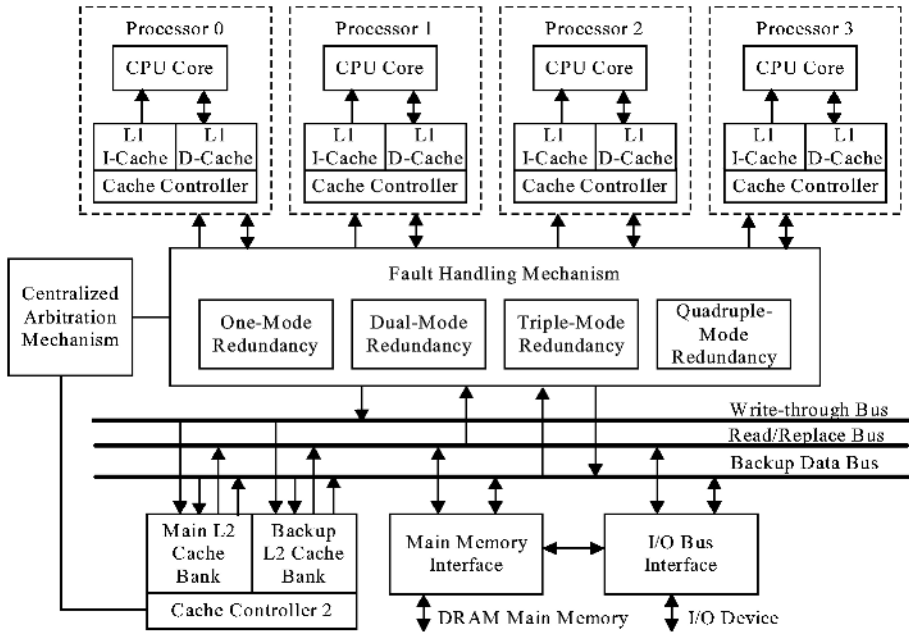 Processor 0
Processor 1
Processor 2
Processor 3
CPU Core
CPU Core
CPU Core
CPU Core
L1
I-Cache
L1
D-Cache
L1
I-Cache
L1
D-Cache
L1
I-Cache
L1
D-Cache
L1
I-Cache
L1
D-Cache
Cache Controller
Cache Controller
Cache Controller
Cache Controller
Centralized
Arbitration
Mechanism
Fault Handling Mechanism
One-Mode
Redundancy
Dual-Mode
Redundancy
Triple-Mode
Redundancy
Quadruple-
Mode
Redundancy
Write-through Bus
Read/Replace Bus
Backup Data Bus
Main L2
Cache
Bank
Backup
L2 Cache
Bank
Cache Controller 2
Main Memory
Interface
I/O Bus
Interface
DRAM Main Memory
I/O Device